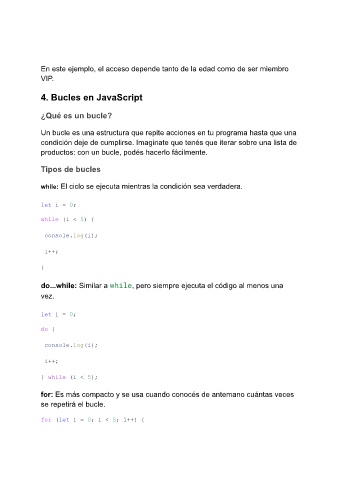 En este ejemplo, el acceso depende tanto de la edad como de ser miembro
VIP.
4. Bucles en JavaScript
¿Qué es un bucle?
Un bucle es una estructura que repite acciones en tu programa hasta que una
condición deje de cumplirse. Imaginate que tenés que iterar sobre una lista de
productos: con un bucle, podés hacerlo fácilmente.
Tipos de bucles
while: El ciclo se ejecuta mientras la condición sea verdadera.
let i = 0;
while (i < 5) {
console.log(i);
i++;
}
do...while: Similar a while, pero siempre ejecuta el código al menos una
vez.
let i = 0;
do {
console.log(i);
i++;
} while (i < 5);
for: Es más compacto y se usa cuando conocés de antemano cuántas veces
se repetirá el bucle.
for (let i = 0; i < 5; i++) {